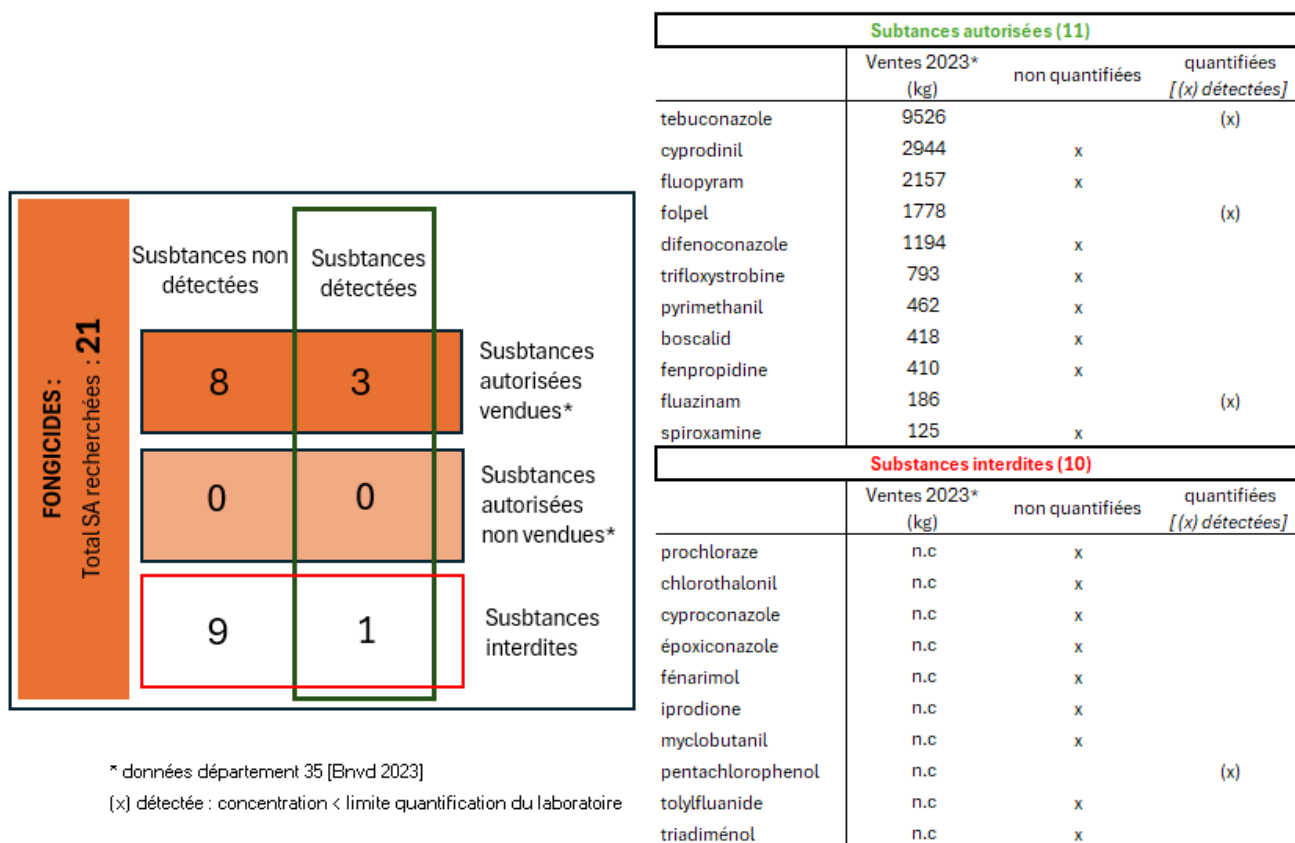 FONGICIDES :
Total SA recherchées : 21
Susbtances non
détectées
Susbtances
détectées
8
3
Susbtances
autorisées
vendues*
0
0
Susbtances
autorisées
non vendues*
9
1
Susbtances
interdites
* données département 35 [Bnvd 2023]
(x) détectée : concentration < limite quantification du laboratoire
Subtances autorisées (11)
Ventes 2023*
(kg)
non quantifiées
quantifiées
[(x) détectées]
tebuconazole 9526 (x)
cyprodinil 2944 x
fluopyram 2157 x
folpel 1778 (x)
difenoconazole 1194 x
trifloxystrobine 793 x
pyrimethanil 462 x
boscalid 418 x
fenpropidine 410 x
fluazinam 186 (x)
spiroxamine 125 x
Substances interdites (10)
Ventes 2023*
(kg)
non quantifiées
quantifiées
[(x) détectées]
prochloraze n.c x
chlorothalonil n.c x
cyproconazole n.c x
époxiconazole n.c x
fénarimol n.c x
iprodione n.c x
myclobutanil n.c x
pentachlorophenol n.c (x)
tolylfluanide n.c x
triadiménol n.c x